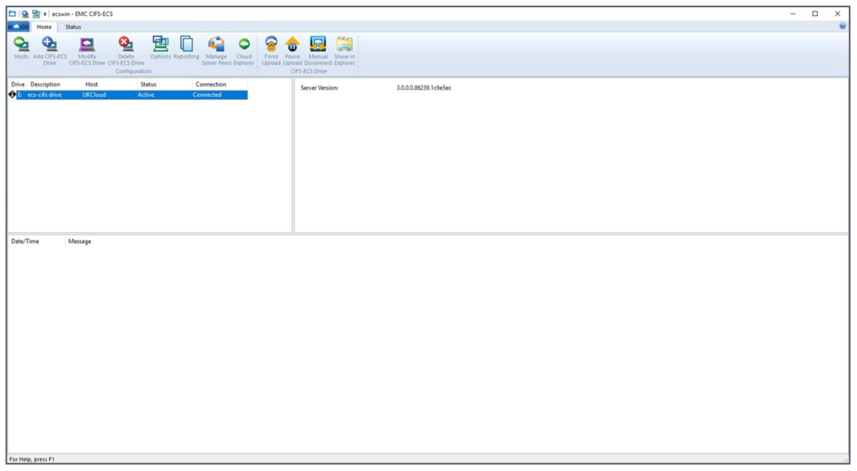 ecswin - EMC CIFS-ECS
Home Status
Hosts Add CIFS-ECS Drive Modify CIFS-ECS Drive Delete CIFS-ECS Drive Options Reporting Manage Server Peers Cloud Explorer Force Upload Pause Upload Manual Disconnect Show in Explorer
Configuration CIFS-ECS Drive
Drive Description Host Status Connection
E: ecs-cifs drive UKCloud Active Connected
Server Version: 3.0.0.0.86239.1c9e5ec
Date/Time Message
For Help, press F1